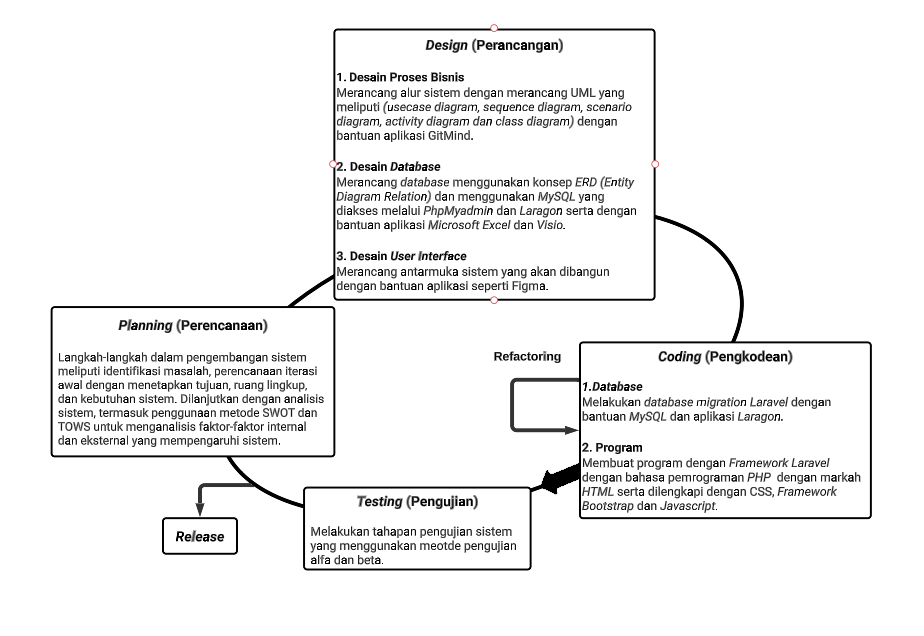 Design (Perancangan)
1. Desain Proses Bisnis
Merancang alur sistem dengan merancang UML yang
meliputi (usecase diagram, sequence diagram, scenario
diagram, activity diagram dan class diagram) dengan
bantuan aplikasi GitMind.
2. Desain Database
Merancang database menggunakan konsep ERD (Entity
Diagram Relation) dan menggunakan MySQL yang
diakses melalui PhpMyadmin dan Laragon serta dengan
bantuan aplikasi Microsoft Excel dan Visio.
3. Desain User Interface
Merancang antarmuka sistem yang akan dibangun
dengan bantuan aplikasi seperti Figma.
Planning (Perencanaan)
Langkah-langkah dalam pengembangan sistem
meliputi identifikasi masalah, perencanaan iterasi
awal dengan menetapkan tujuan, ruang lingkup,
dan kebutuhan sistem. Dilanjutkan dengan analisis
sistem, termasuk penggunaan metode SWOT dan
TOWS untuk menganalisis faktor-faktor internal
dan eksternal yang mempengaruhi sistem.
Refactoring
Coding (Pengkodean)
1.Database
Melakukan database migration Laravel dengan
bantuan MySQL dan aplikasi Laragon.
2. Program
Membuat program dengan Framework Laravel
dengan bahasa pemrograman PHP dengan markah
HTML serta dilengkapi dengan CSS, Framework
Bootstrap dan Javascript.
Testing (Pengujian)
Melakukan tahapan pengujian sistem
yang menggunakan meotde pengujian
alfa dan beta.
Release